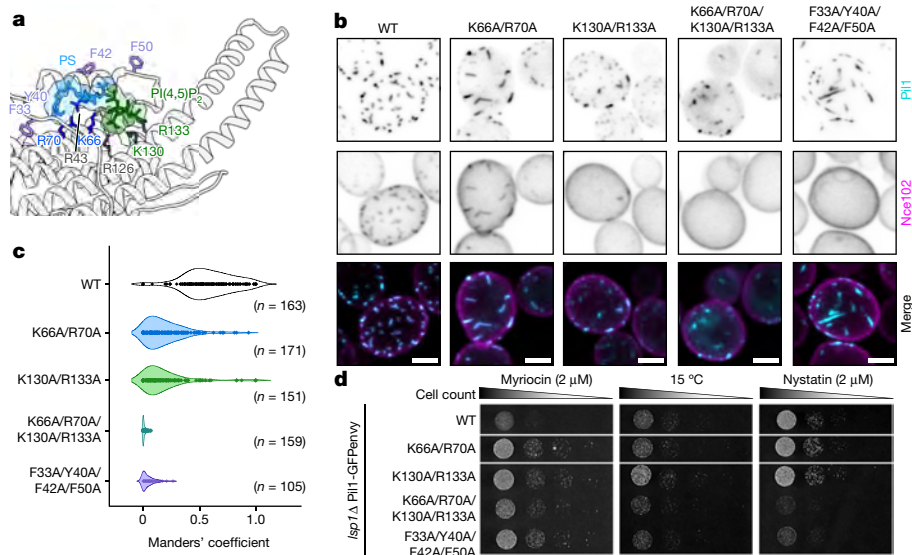 a
PS
F42
F50
Y40
F33
PI(4,5)P2
R70
K66
R133
R43
K130
R126
b
WT
K66A/R70A
K130A/R133A
K66A/R70A/
K130A/R133A
F33A/Y40A/
F42A/F50A
Pil1
Nce102
Merge
c
WT
(n = 163)
K66A/R70A
(n = 171)
K130A/R133A
(n = 151)
K66A/R70A/
K130A/R133A
(n = 159)
F33A/Y40A/
F42A/F50A
(n = 105)
0
0.5
1.0
Manders' coefficient
d
Myriocin (2 μM)
15 ºC
Nystatin (2 μM)
Cell count
lsp1Δ Pil1-GFPenvy
WT
K66A/R70A
K130A/R133A
K66A/R70A/
K130A/R133A
F33A/Y40A/
F42A/F50A